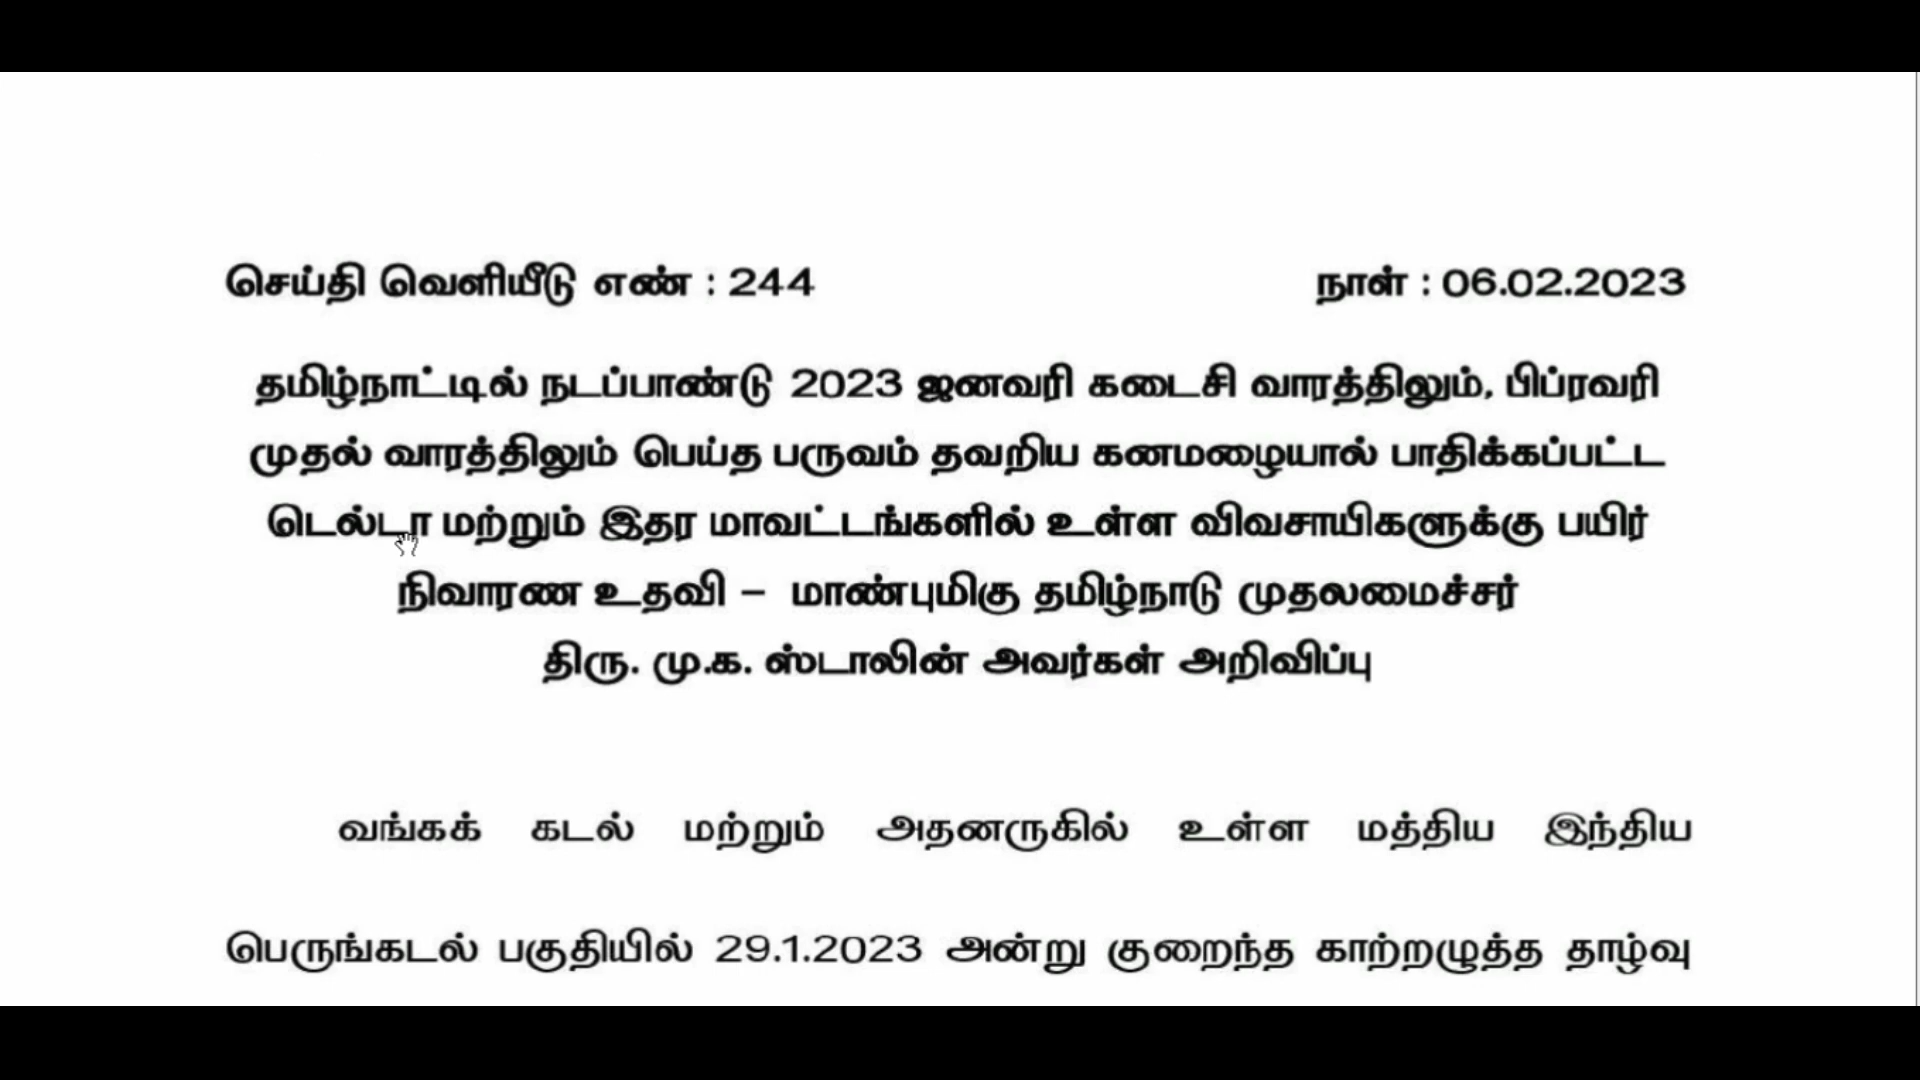 செய்தி வெளியீடு எண் : 244
நாள் : 06.02.2023
தமிழ்நாட்டில் நடப்பாண்டு 2023 ஜனவரி கடைசி வாரத்திலும், பிப்ரவரி
முதல் வாரத்திலும் பெய்த பருவம் தவறிய கனமழையால் பாதிக்கப்பட்ட
டெல்டா மற்றும் இதர மாவட்டங்களில் உள்ள விவசாயிகளுக்கு பயிர்
நிவாரண உதவி – மாண்புமிகு தமிழ்நாடு முதலமைச்சர்
திரு. மு.க. ஸ்டாலின் அவர்கள் அறிவிப்பு
வங்கக் கடல் மற்றும் அதனருகில் உள்ள மத்திய இந்திய
பெருங்கடல் பகுதியில் 29.1.2023 அன்று குறைந்த காற்றழுத்த தாழ்வு